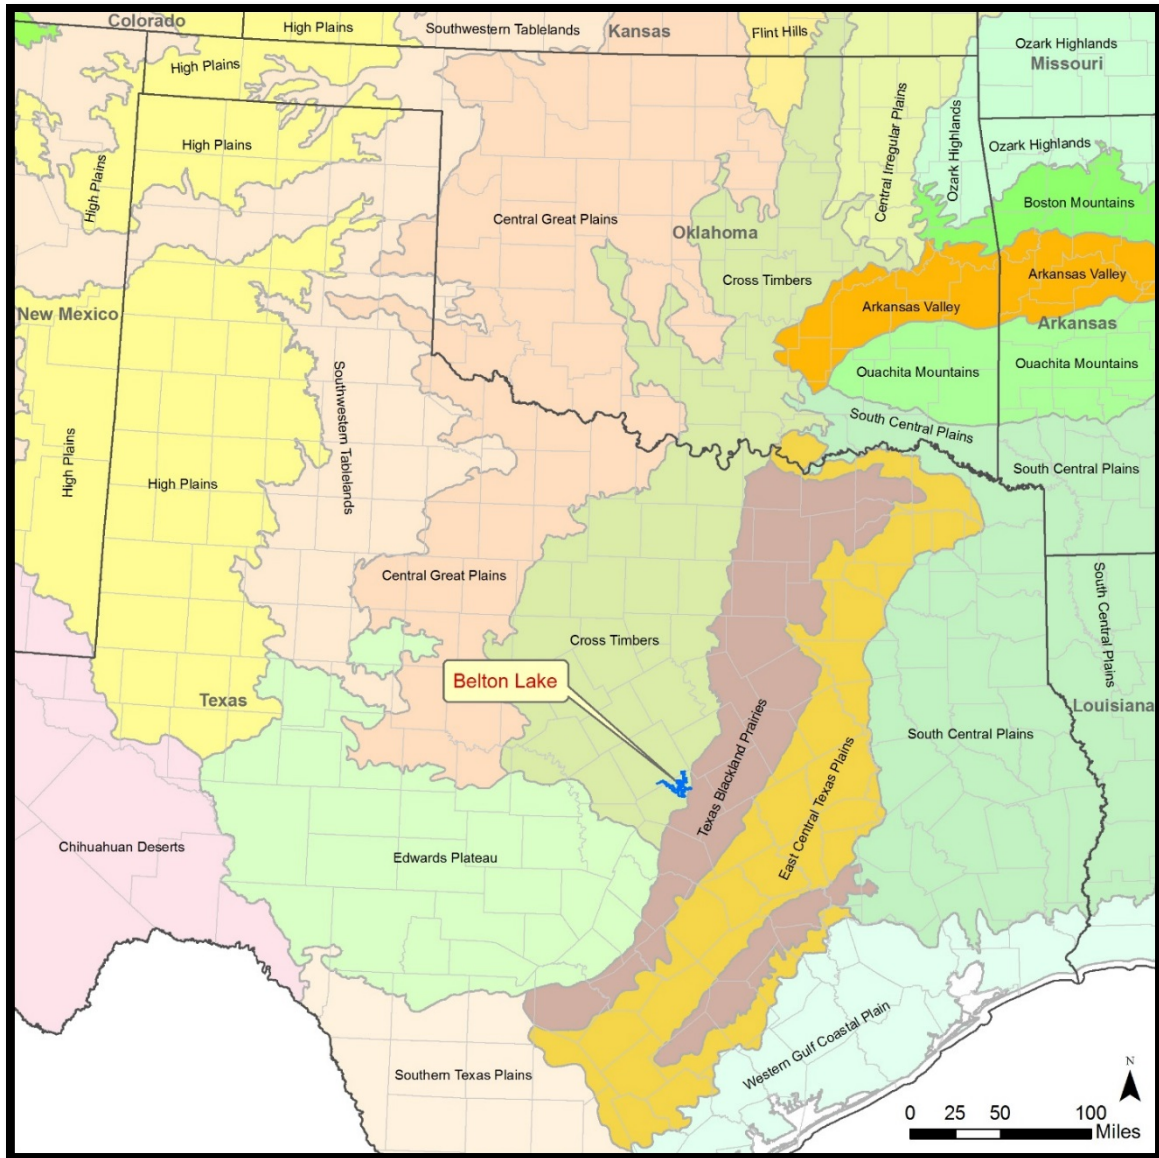 Colorado
High Plains
Southwestern Tablelands
Kansas
Flint Hills
Ozark Highlands
Missouri
High Plains
High Plains
High Plains
Central Great Plains
Oklahoma
Cross Timbers
Central Irregular Plains
Ozark Highlands
Ozark Highlands
Boston Mountains
Arkansas Valley
Arkansas Valley
Arkansas
New Mexico
Ouachita Mountains
Ouachita Mountains
South Central Plains
South Central Plains
High Plains
High Plains
Southwestern Tablelands
Central Great Plains
Cross Timbers
South Central Plains
Belton Lake
Texas
Louisiana
Texas Blackland Prairies
South Central Plains
East Central Texas Plains
Chihuahuan Deserts
Edwards Plateau
Western Gulf Coastal Plain
Southern Texas Plains
N
0 25 50 100
Miles